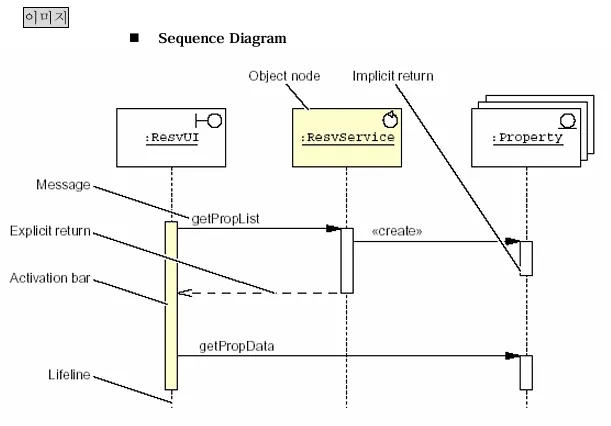 이미지
■ Sequence Diagram
Object node
Implicit return
:ResvUI
:ResvService
:Property
Message
getPropList
«create»
Explicit return
Activation bar
getPropData
Lifeline